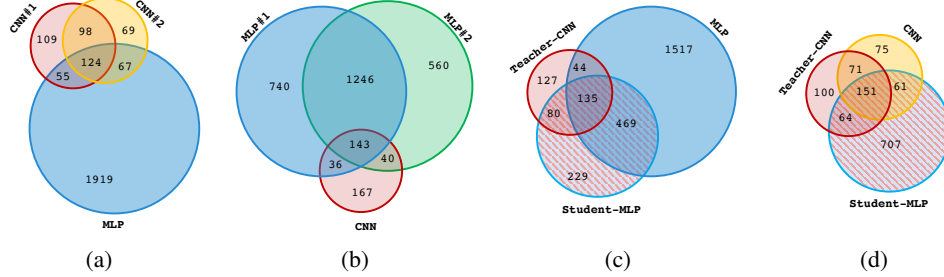 CNN#1
CNN#2
109
98
69
124
55
67
1919
MLP
(a)
MLP#1
MLP#2
740
1246
560
143
36
40
167
CNN
(b)
Teacher-CNN
MLP
1517
127
44
135
80
469
229
Student-MLP
(c)
Teacher-CNN
CNN
75
71
100
151
61
64
707
Student-MLP
(d)